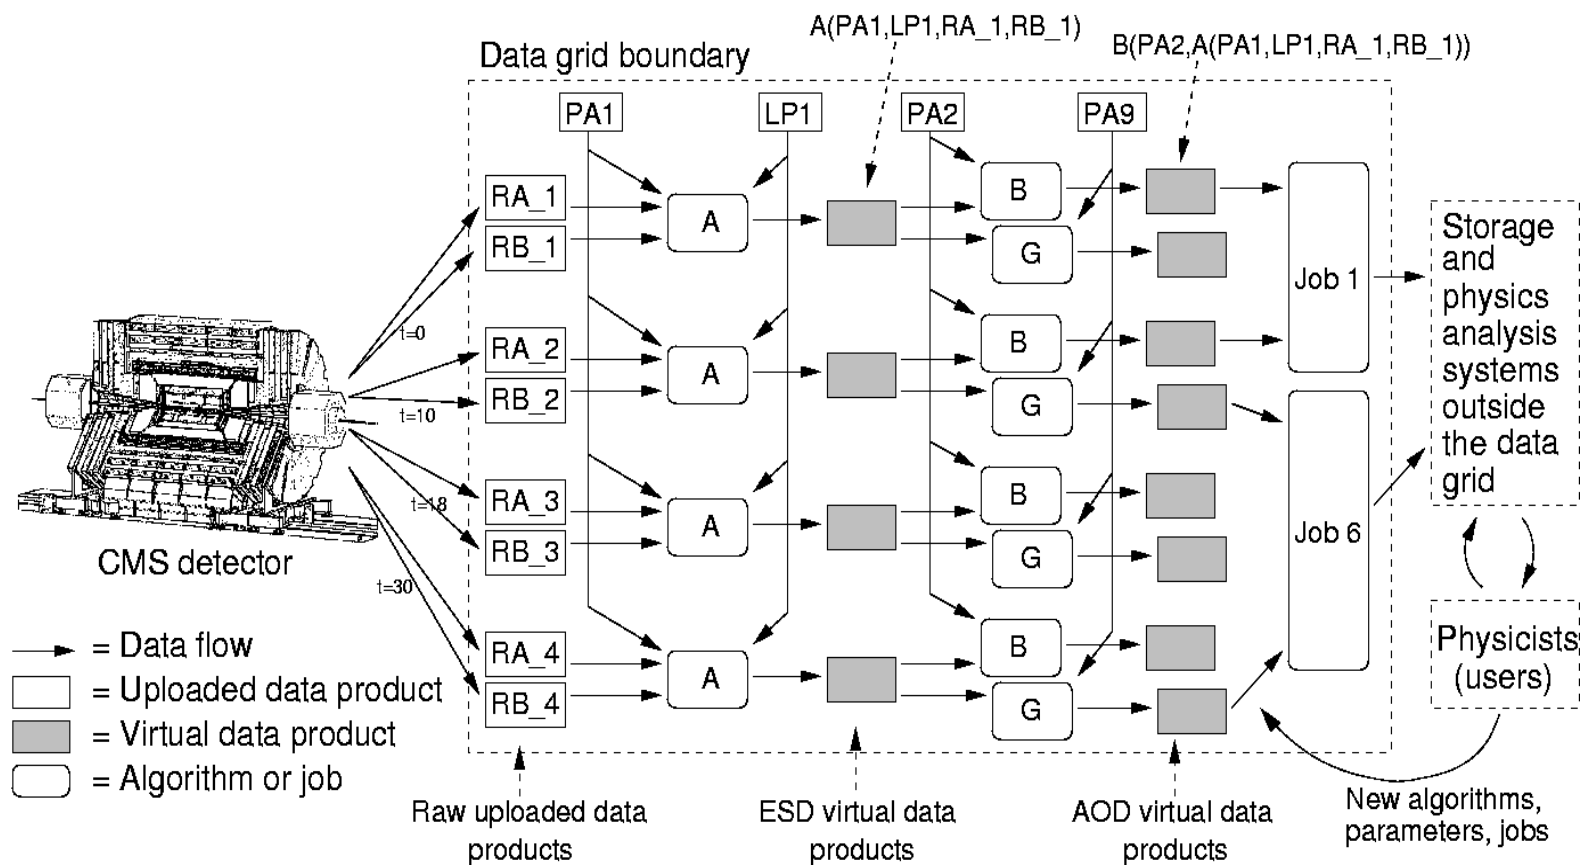 A(PA1,LP1,RA_1,RB_1)
B(PA2,A(PA1,LP1,RA_1,RB_1))
Data grid boundary
PA1
LP1
PA2
PA9
RA_1
RB_1
A
B
G
t=0
RA_2
RB_2
A
B
G
t=10
RA_3
RB_3
A
B
G
t=18
RA_4
RB_4
A
B
G
t=30
Job 1
Job 6
CMS detector
Storage
and
physics
analysis
systems
outside
the data
grid
Physicists
(users)
= Data flow
= Uploaded data product
= Virtual data product
= Algorithm or job
Raw uploaded data
products
ESD virtual data
products
AOD virtual data
products
New algorithms,
parameters, jobs